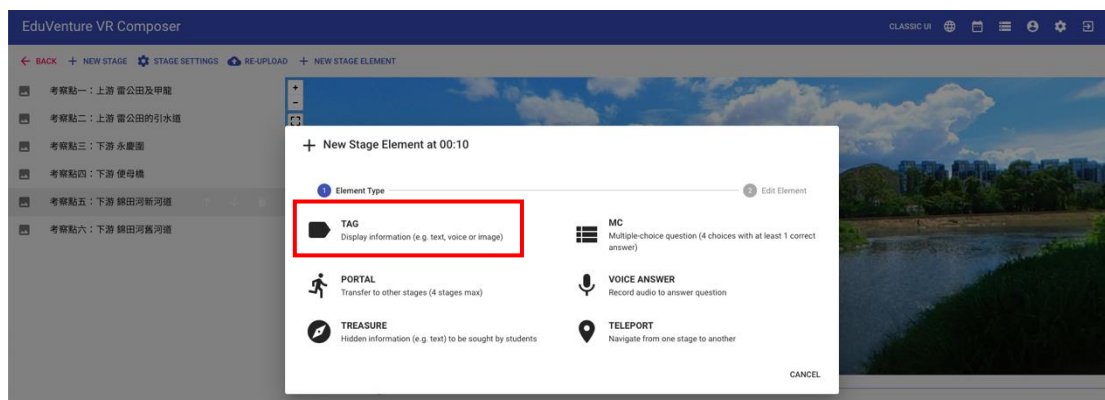 EduVenture VR Composer
CLASSIC UI
BACK + NEW STAGE STAGE SETTINGS RE-UPLOAD + NEW STAGE ELEMENT
考察點一：上游 雷公田及甲龍
考察點二：上游 雷公田的引水道
考察點三：下游 永慶圍
考察點四：下游 便母橋
考察點五：下游 錦田河新河道
考察點六：下游 錦田河舊河道
+
-
+ New Stage Element at 00:10
1 Element Type
2 Edit Element
TAG
Display information (e.g. text, voice or image)
MC
Multiple-choice question (4 choices with at least 1 correct
answer)
PORTAL
Transfer to other stages (4 stages max)
VOICE ANSWER
Record audio to answer question
TREASURE
Hidden information (e.g. text) to be sought by students
TELEPORT
Navigate from one stage to another
CANCEL